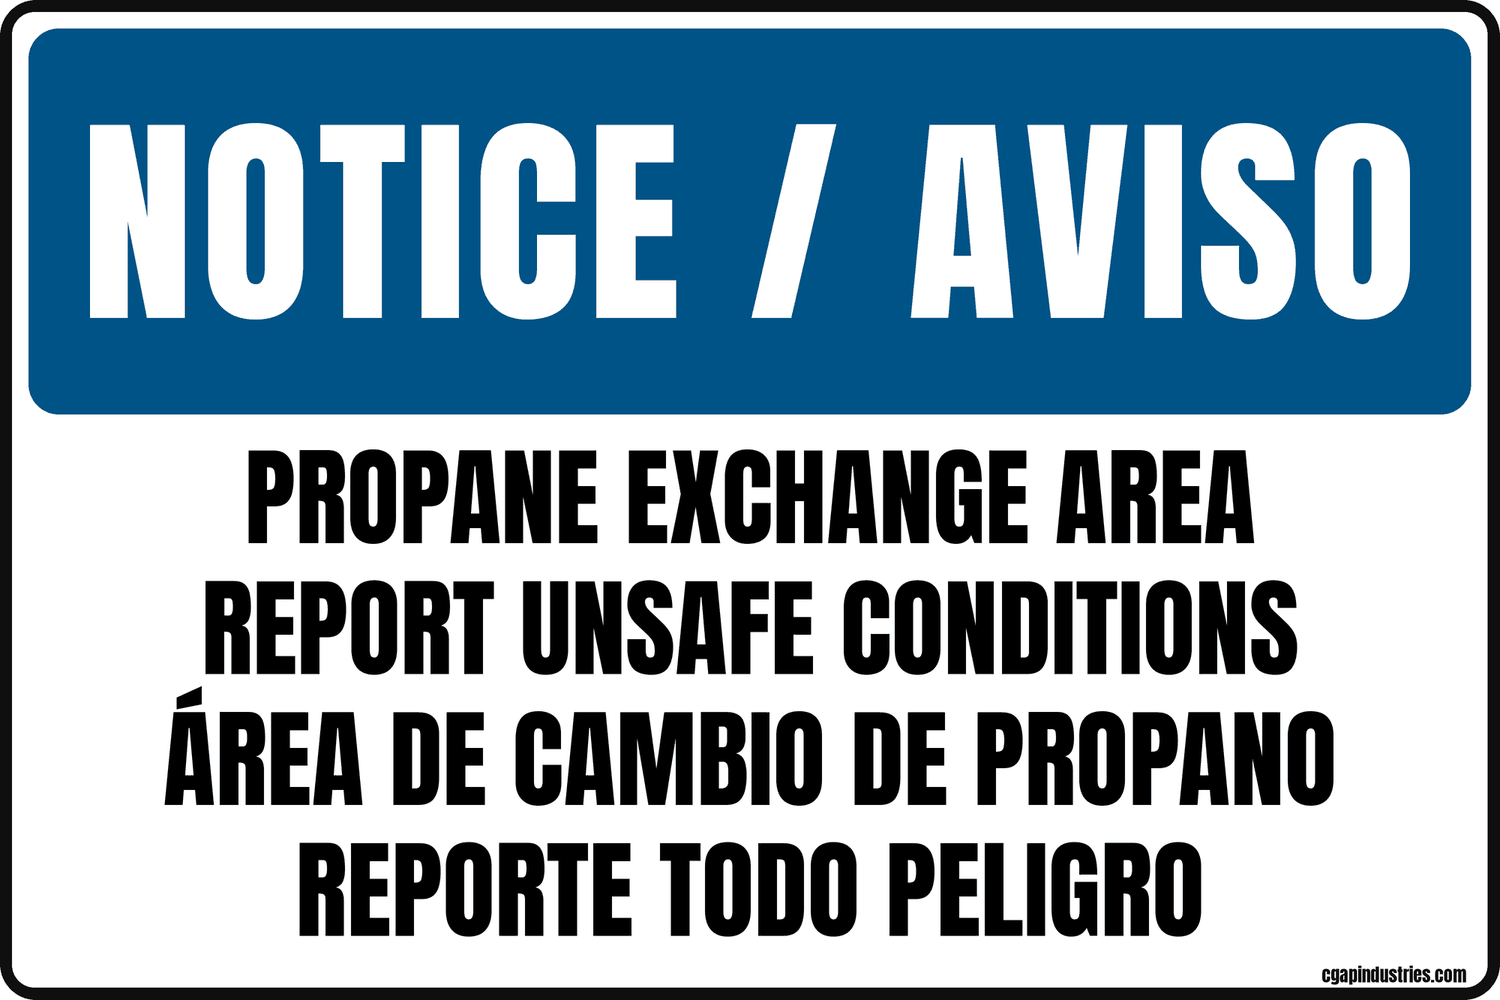 NOTICE / AVISO
PROPANE EXCHANGE AREA
REPORT UNSAFE CONDITIONS
ÁREA DE CAMBIO DE PROPANO
REPORTE TODO PELIGRO
cgapindustries.com